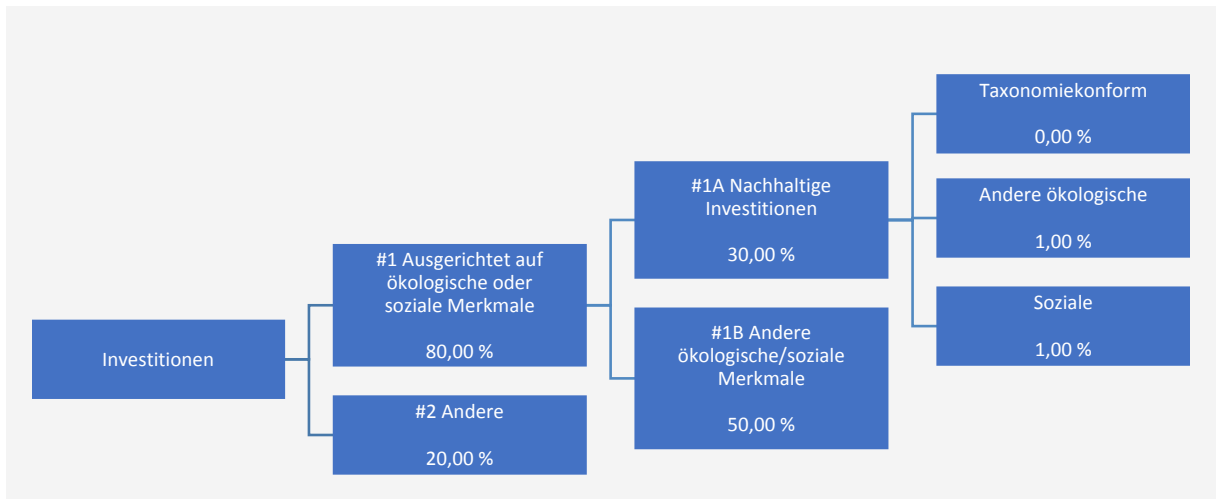 Investitionen
#1 Ausgerichtet auf
ökologische oder
soziale Merkmale
80,00 %
#2 Andere
20,00 %
#1A Nachhaltige
Investitionen
30,00 %
#1B Andere
ökologische/soziale
Merkmale
50,00 %
Taxonomiekonform
0,00 %
Andere ökologische
1,00 %
Soziale
1,00 %